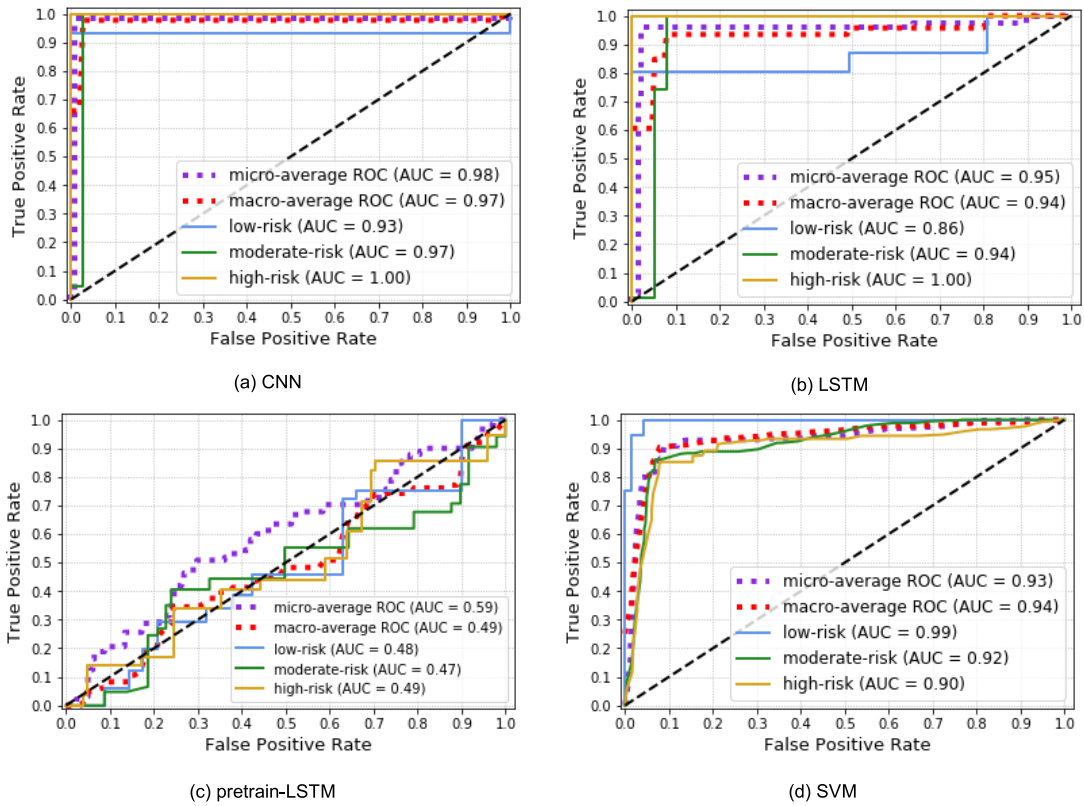 1.0
0.9
0.8
0.7
0.6
0.5
0.4
0.3
0.2
0.1
0.0
True Positive Rate
micro-average ROC (AUC = 0.98)
macro-average ROC (AUC = 0.97)
low-risk (AUC = 0.93)
moderate-risk (AUC = 0.97)
high-risk (AUC = 1.00)
0.0 0.1 0.2 0.3 0.4 0.5 0.6 0.7 0.8 0.9 1.0
False Positive Rate
(a) CNN
1.0
0.9
0.8
0.7
0.6
0.5
0.4
0.3
0.2
0.1
0.0
True Positive Rate
micro-average ROC (AUC = 0.95)
macro-average ROC (AUC = 0.94)
low-risk (AUC = 0.86)
moderate-risk (AUC = 0.94)
high-risk (AUC = 1.00)
0.0 0.1 0.2 0.3 0.4 0.5 0.6 0.7 0.8 0.9 1.0
False Positive Rate
(b) LSTM
1.0
0.9
0.8
0.7
0.6
0.5
0.4
0.3
0.2
0.1
0.0
True Positive Rate
micro-average ROC (AUC = 0.59)
macro-average ROC (AUC = 0.49)
low-risk (AUC = 0.48)
moderate-risk (AUC = 0.47)
high-risk (AUC = 0.49)
0.0 0.1 0.2 0.3 0.4 0.5 0.6 0.7 0.8 0.9 1.0
False Positive Rate
(c) pretrain-LSTM
1.0
0.9
0.8
0.7
0.6
0.5
0.4
0.3
0.2
0.1
0.0
True Positive Rate
micro-average ROC (AUC = 0.93)
macro-average ROC (AUC = 0.94)
low-risk (AUC = 0.99)
moderate-risk (AUC = 0.92)
high-risk (AUC = 0.90)
0.0 0.1 0.2 0.3 0.4 0.5 0.6 0.7 0.8 0.9 1.0
False Positive Rate
(d) SVM